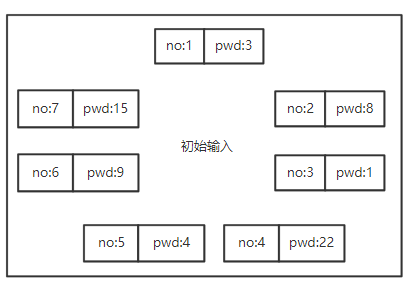 no:1 pwd:3
no:7 pwd:15
no:2 pwd:8
初始输入
no:6 pwd:9
no:3 pwd:1
no:5 pwd:4
no:4 pwd:22